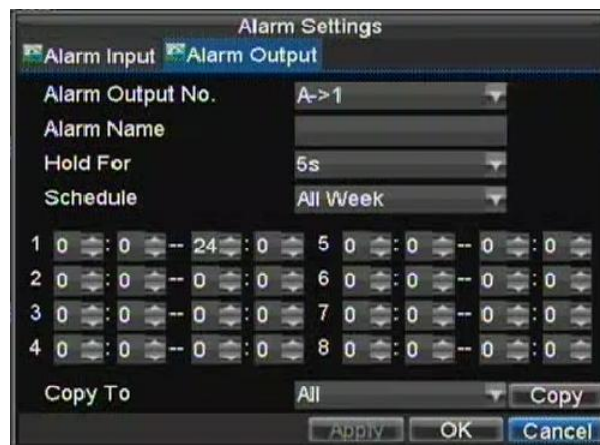 Alarm Settings
Alarm Input Alarm Output
Alarm Output No. A->1
Alarm Name
Hold For 5s
Schedule All Week
1 0 : 0 -- 24 : 0 5 0 : 0 -- 0 : 0
2 0 : 0 -- 0 : 0 6 0 : 0 -- 0 : 0
3 0 : 0 -- 0 : 0 7 0 : 0 -- 0 : 0
4 0 : 0 -- 0 : 0 8 0 : 0 -- 0 : 0
Copy To All Copy
Apply OK Cancel